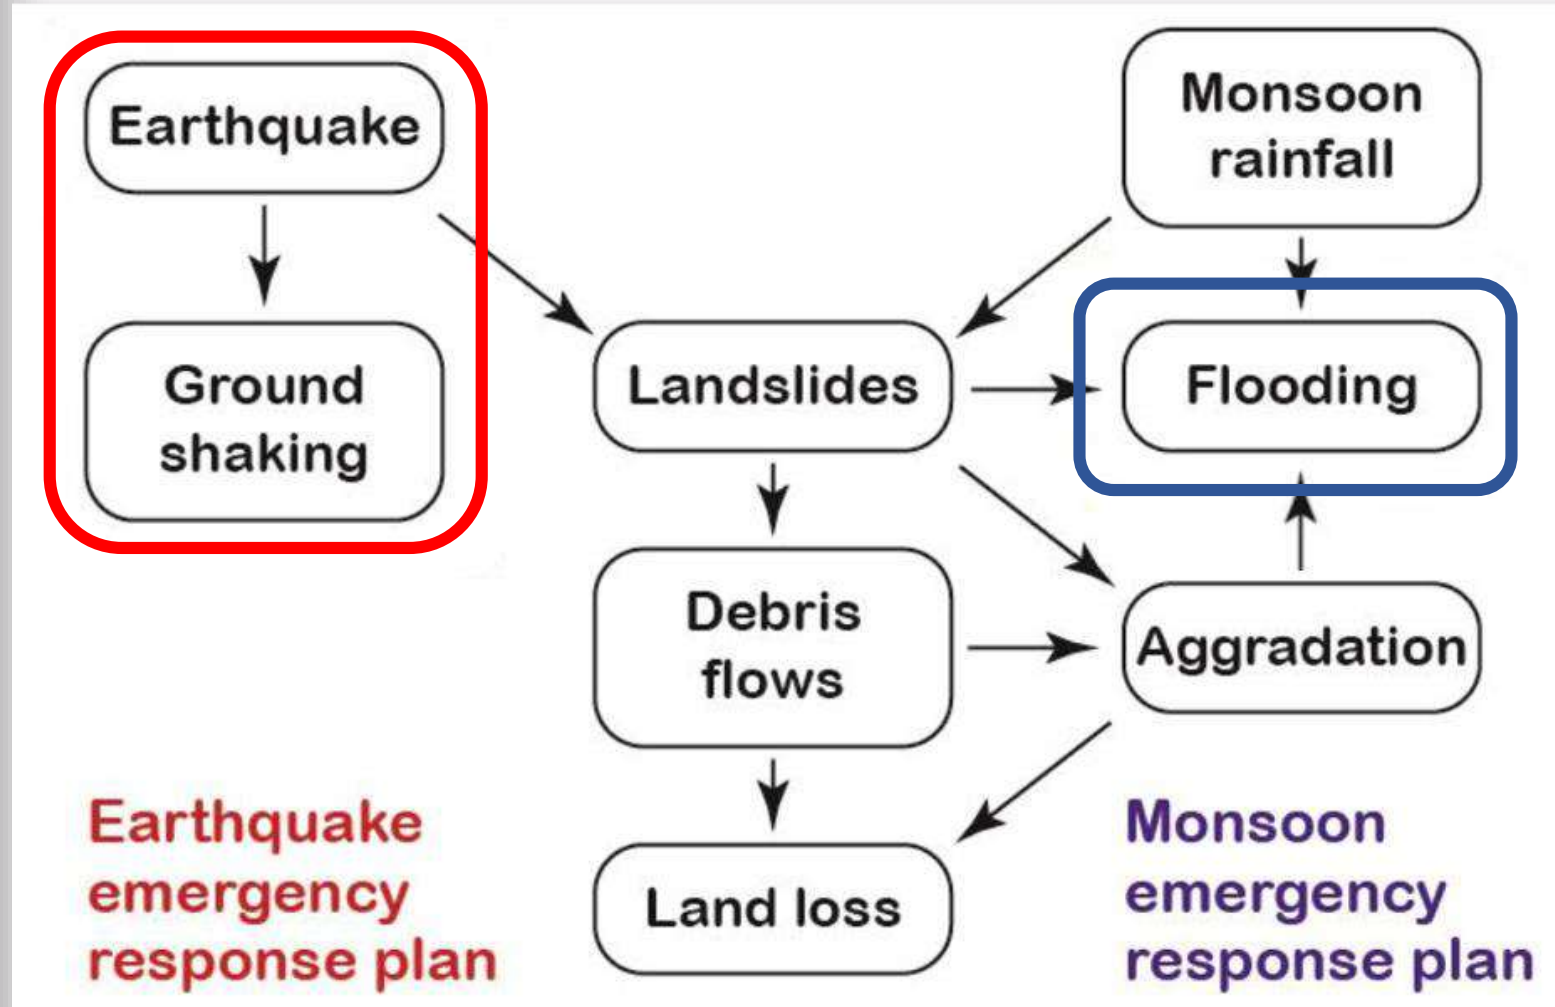 Earthquake
Monsoon
rainfall
Ground
shaking
Landslides
Flooding
Debris
flows
Aggradation
Land loss
Earthquake
emergency
response plan
Monsoon
emergency
response plan